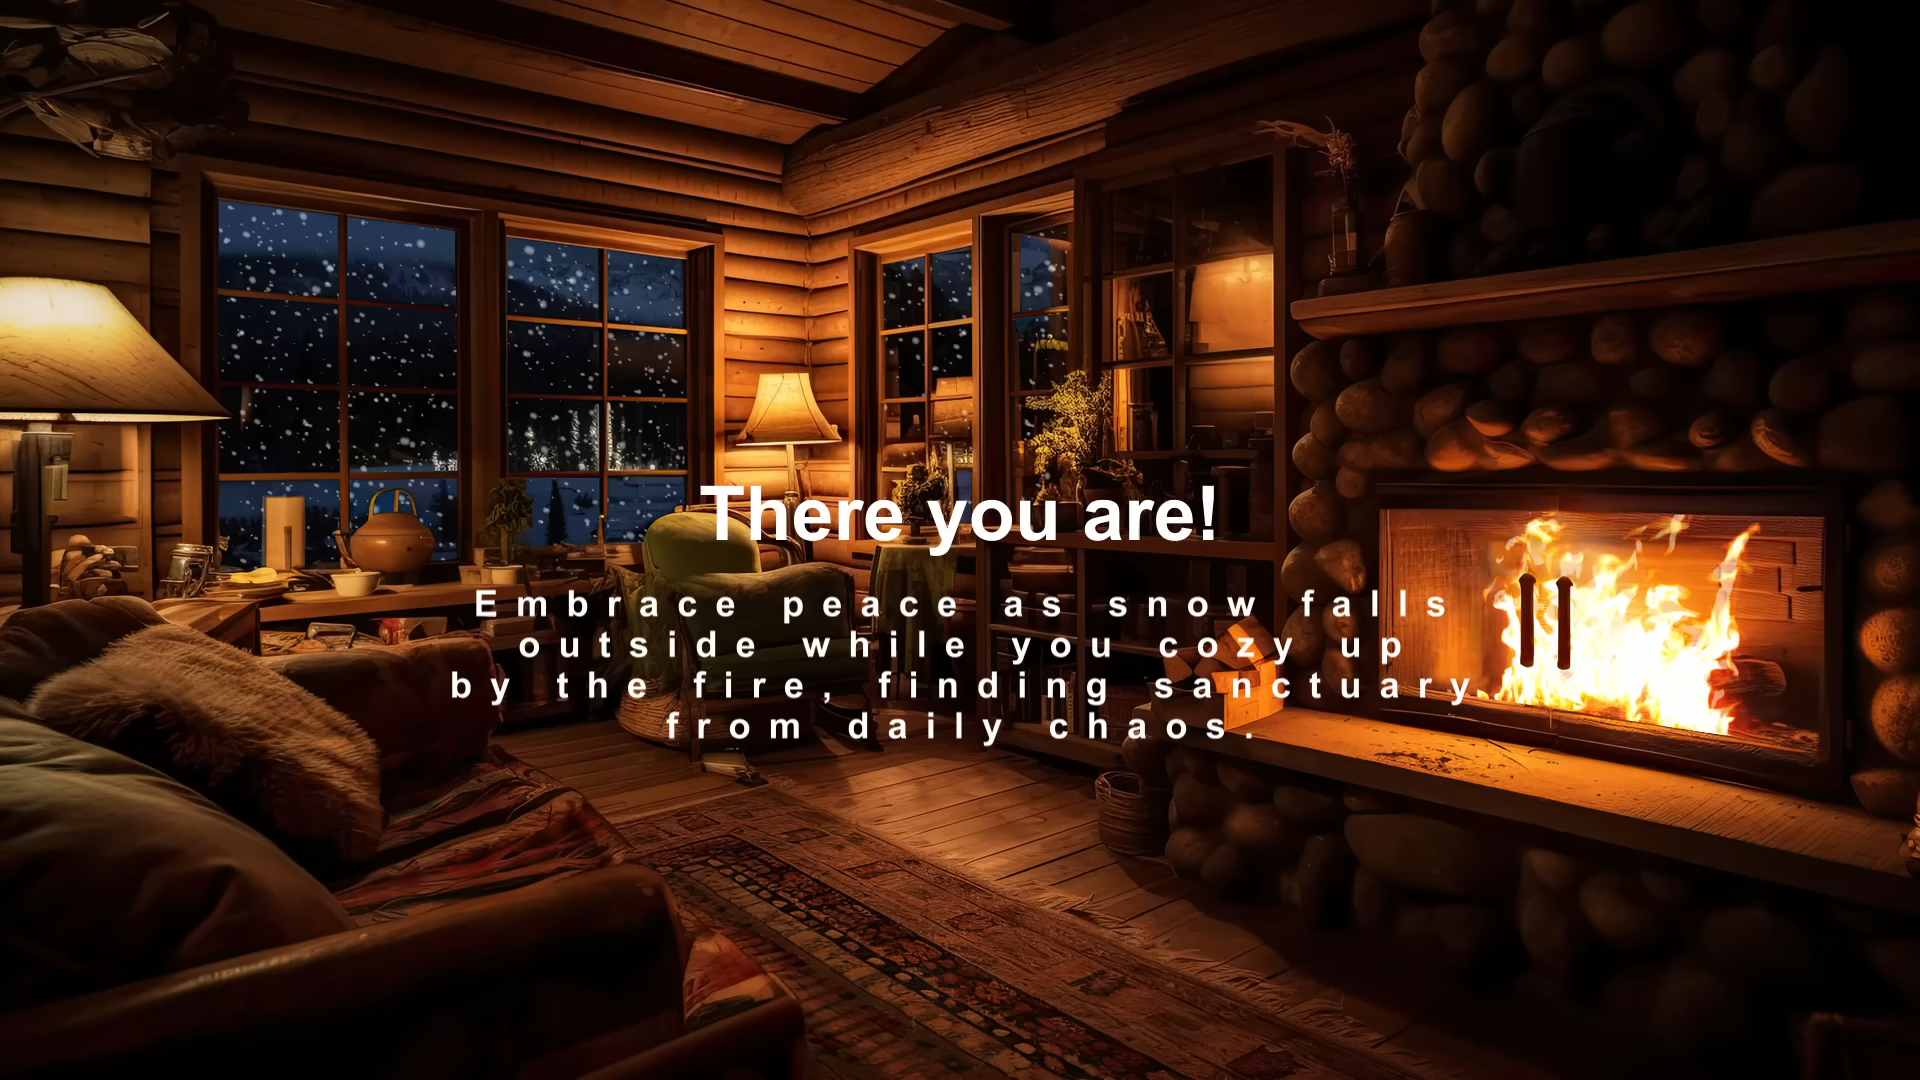 There you are!
Embrace peace as snow falls
outside while you cozy up
by the fire, finding sanctuary
from daily chaos.